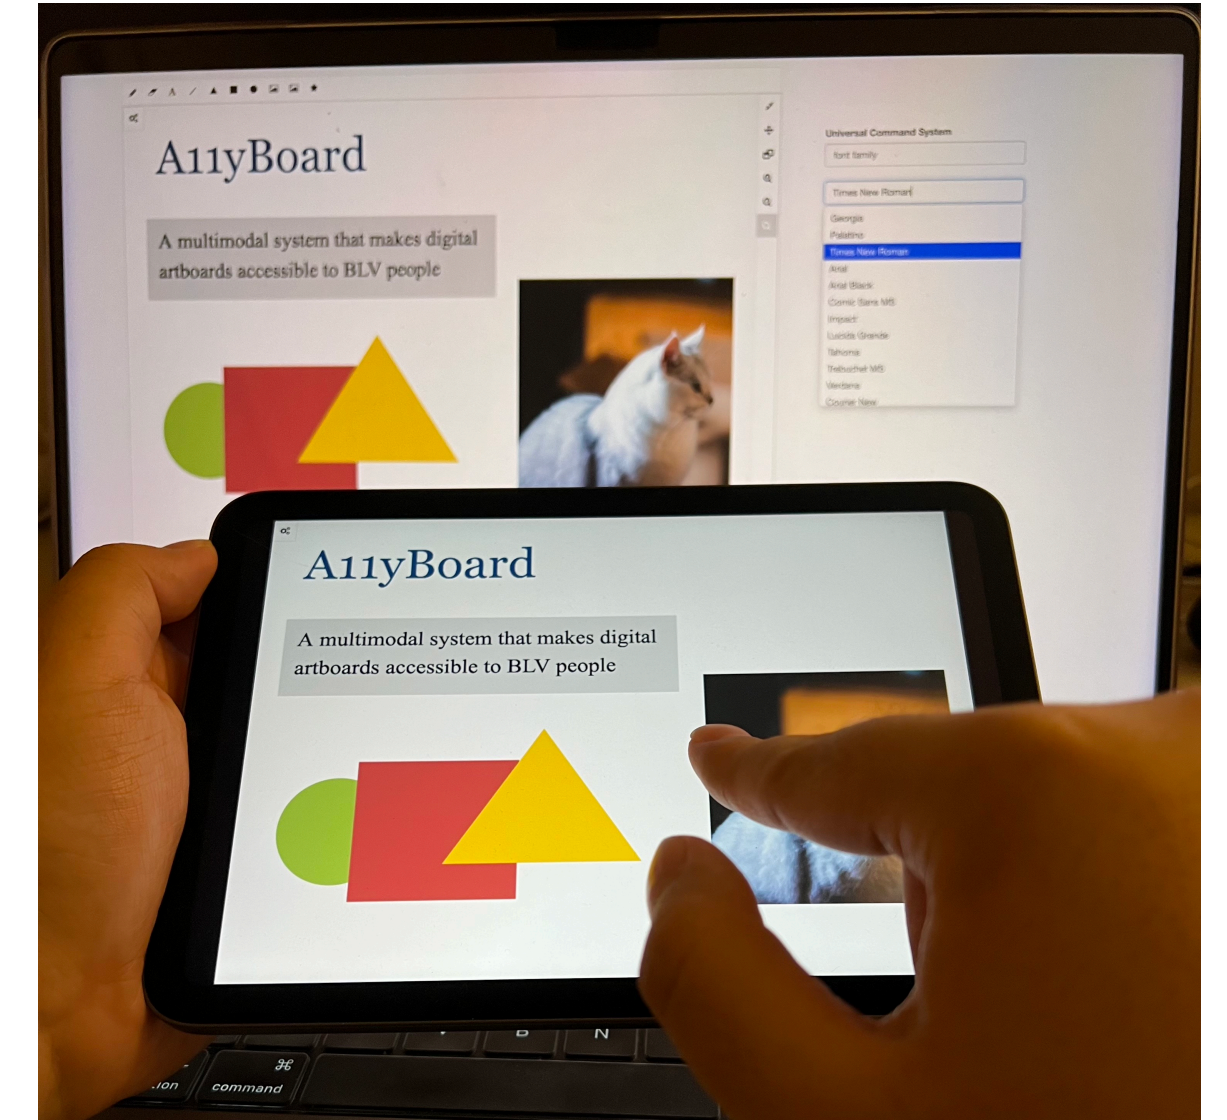 A11yBoard
A multimodal system that makes digital
artboards accessible to BLV people
Universal Command System
font family
Times New Roman
Georgia
Palatino
Times New Roman
Arial
Arial Black
Comic Sans MS
Impact
Lucida Grande
Tahoma
Trebuchet MS
Verdana
Courier New
A11yBoard
A multimodal system that makes digital
artboards accessible to BLV people
B
N
⌘
command